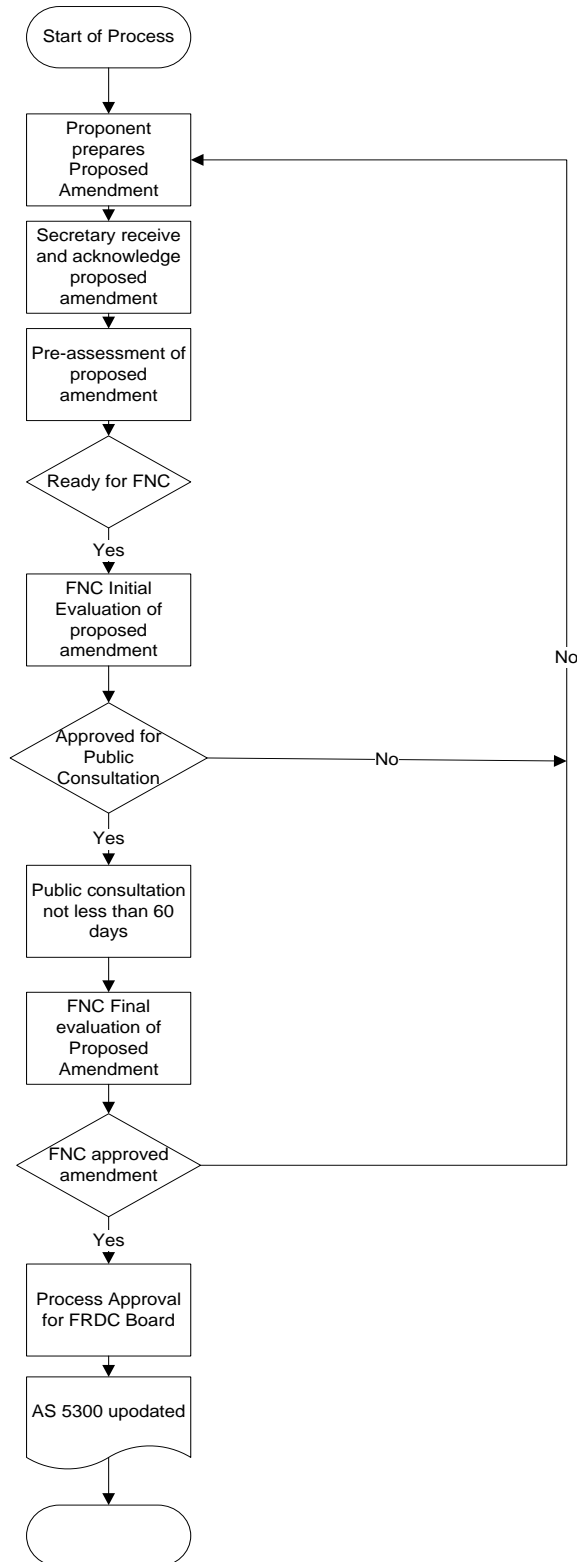 Start of Process
Proponent
prepares
Proposed
Amendment
Secretary receive
and acknowledge
proposed
amendment
Pre-assessment of
proposed
amendment
Ready for FNC
Yes
FNC Initial
Evaluation of
proposed
amendment
No
Approved for
Public
Consultation
No
Yes
Public consultation
not less than 60
days
FNC Final
evaluation of
Proposed
Amendment
FNC approved
amendment
Yes
Process Approval
for FRDC Board
AS 5300 upodated